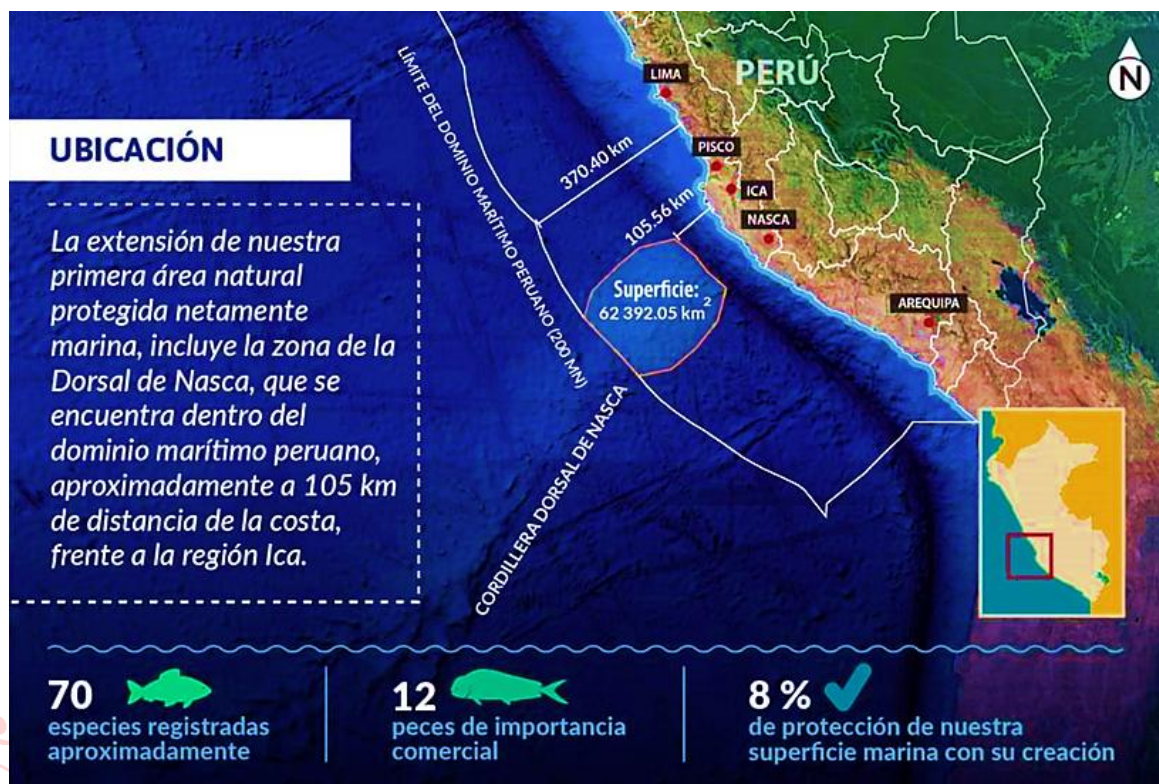 LIMA
PERÚ
N
UBICACIÓN
LÍMITE DEL DOMINIO MARÍTIMO PERUANO (200 MN)
370.40 km
PISCO
ICA
NASCA
105.56 km
La extensión de nuestra
primera área natural
protegida netamente
marina, incluye la zona de la
Dorsal de Nasca, que se
encuentra dentro del
dominio marítimo peruano,
aproximadamente a 105 km
de distancia de la costa,
frente a la región Ica.
Superficie:
62 392.05 km²
AREQUIPA
CORDILLERA DORSAL DE NASCA
70
especies registradas
aproximadamente
12
peces de importancia
comercial
8 %
de protección de nuestra
superficie marina con su creación